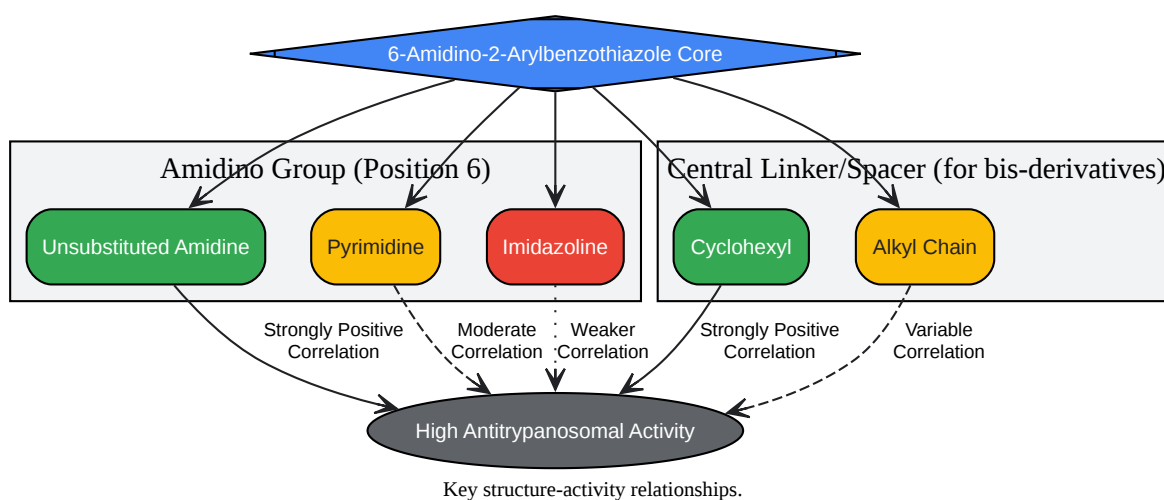 6-Amidino-2-Arylbenzothiazole Core
Amidino Group (Position 6)
Central Linker/Spacer (for bis-derivatives)
Unsubstituted Amidine
Pyrimidine
Imidazoline
Cyclohexyl
Alkyl Chain
Strongly Positive
Correlation
Moderate
Correlation
Weaker
Correlation
Strongly Positive
Correlation
Variable
Correlation
High Antitrypanosomal Activity
Key structure-activity relationships.